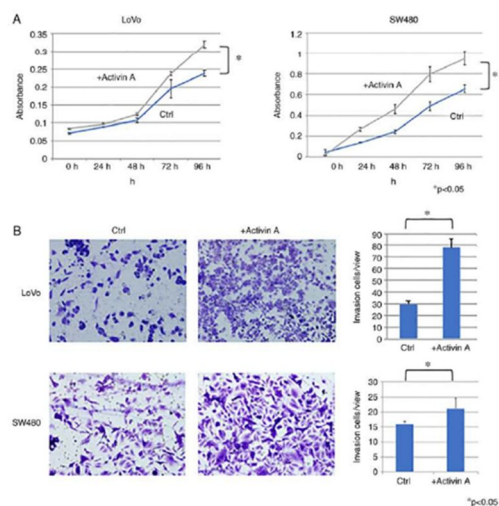 A
LoVo
Absorbance
0.35
0.3
0.25
0.2
0.15
0.1
0.05
0
+Activin A
Ctrl
*
0 h 24 h 48 h 72 h 96 h
h
SW480
Absorbance
1.2
1
0.8
0.6
0.4
0.2
0
+Activin A
Ctrl
*
0 h 24 h 48 h 72 h 96 h
h
*p<0.05
B
Ctrl
+Activin A
LoVo
Invasion cells/view
90
80
70
60
50
40
30
20
10
0
*
Ctrl +Activin A
SW480
Invasion cells/view
30
25
20
15
10
5
0
*
Ctrl +Activin A
*p<0.05